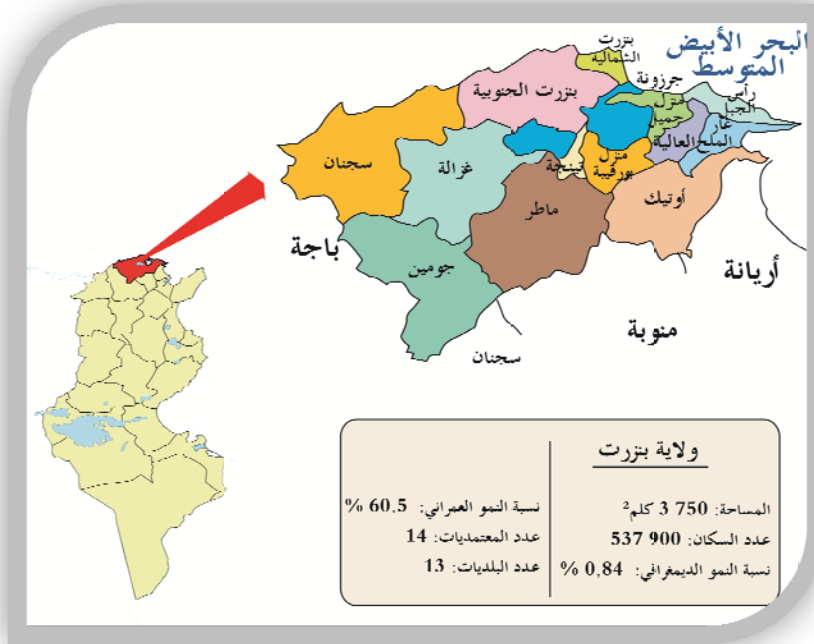 البحر الأبيض
المتوسط
بنزرت
الشمالية
جرزونة
بنزرت الجنوبية
منزل
جميل
رأس
الجبل
غار
الملح
العالية
سجنان
غزالة
تينجة
منزل
بورقيبة
ماطر
أوتيك
باجة
جومين
أريانة
منوبة
سجنان
ولاية بنزرت
المساحة: 750 3 كلم²
عدد السكان: 900 537
نسبة النمو الديمغرافي: 0,84 %
نسبة النمو العمراني: 60.5 %
عدد المعتمديات: 14
عدد البلديات: 13